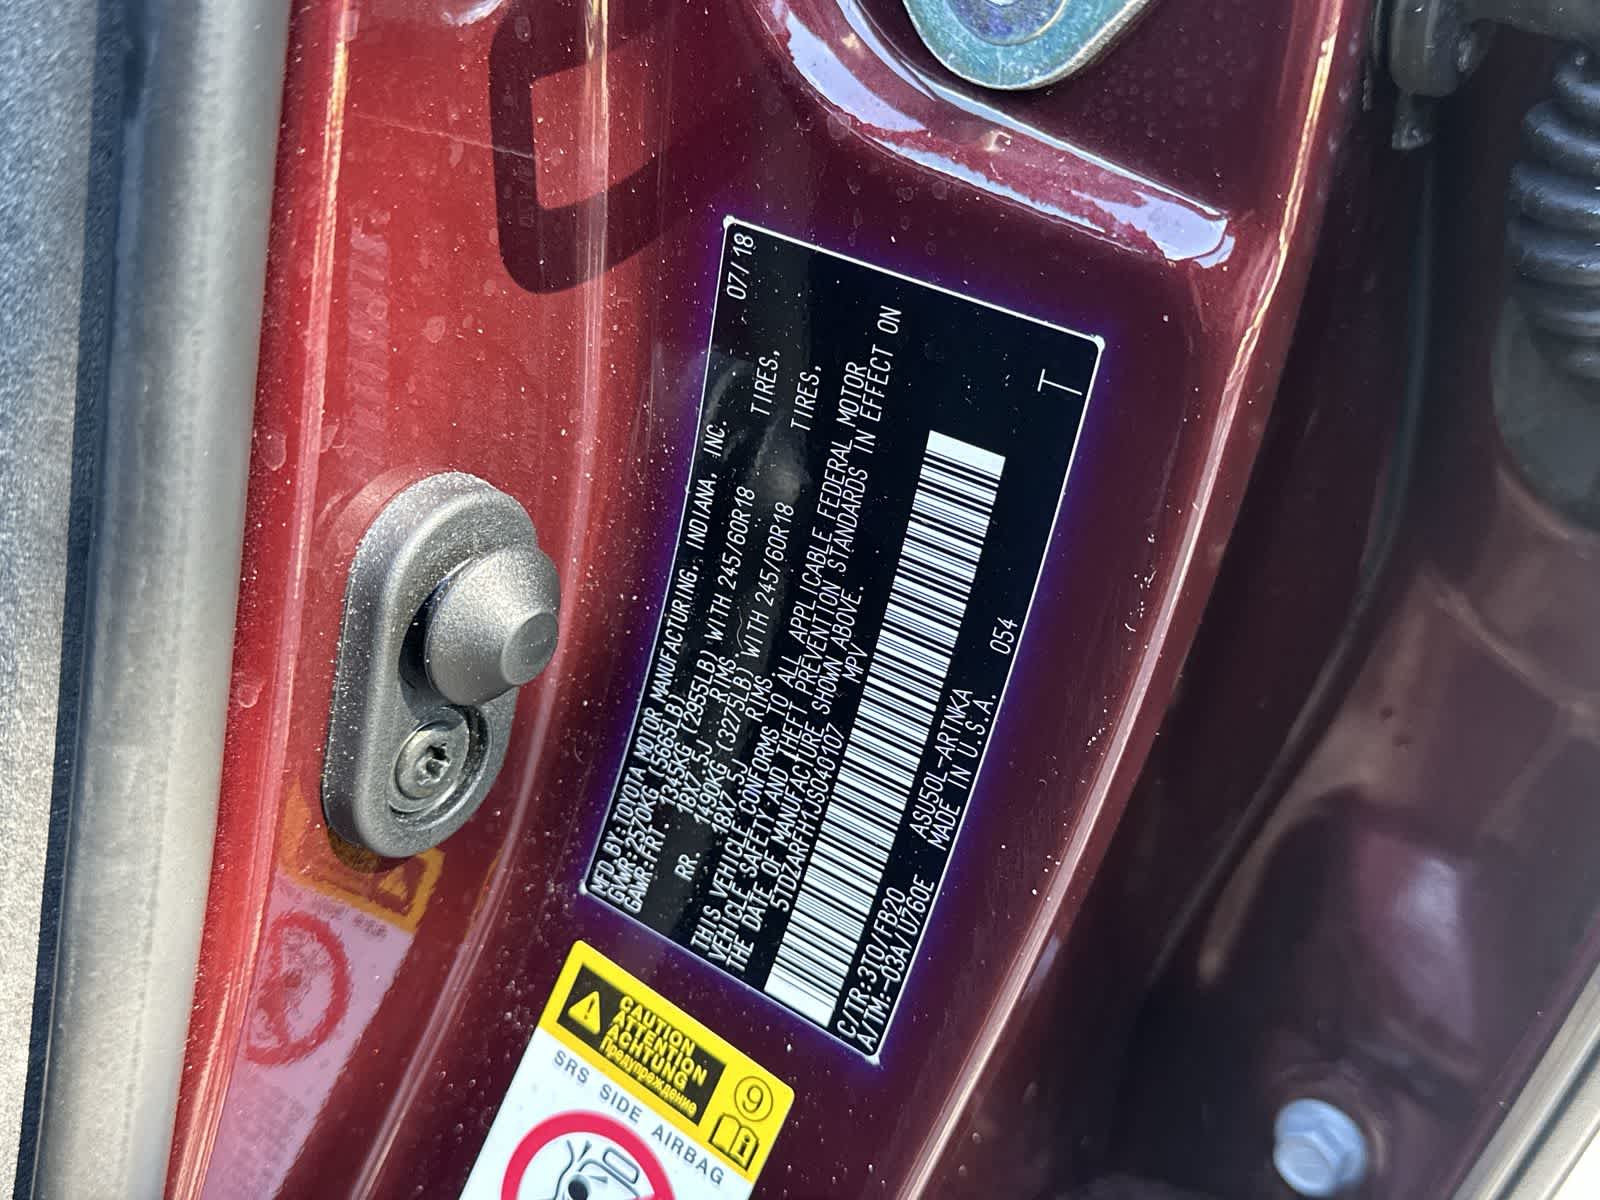 MFD.BY:TOYOTA MOTOR MANUFACTURING, INDIANA, INC. 07/18
GVWR:2570KG (5665LB)
GAWR:FRT. 1345KG (2955LB) WITH 245/60R18 TIRES,
18X7.5J RIMS.
RR. 1490KG (3275LB) WITH 245/60R18 TIRES,
18X7.5J RIMS
THIS VEHICLE CONFORMS TO ALL APPLICABLE FEDERAL MOTOR
VEHICLE SAFETY AND THEFT PREVENTION STANDARDS IN EFFECT ON
THE DATE OF MANUFACTURE SHOWN ABOVE.
MPV
C/TR:3T0/FB20 ASU50L-ARTNKA 054 T
A/TM:-03A/U760E MADE IN U.S.A.
CAUTION
ATTENTION
ACHTUNG
Предупреждение
9
i
SRS SIDE AIRBAG